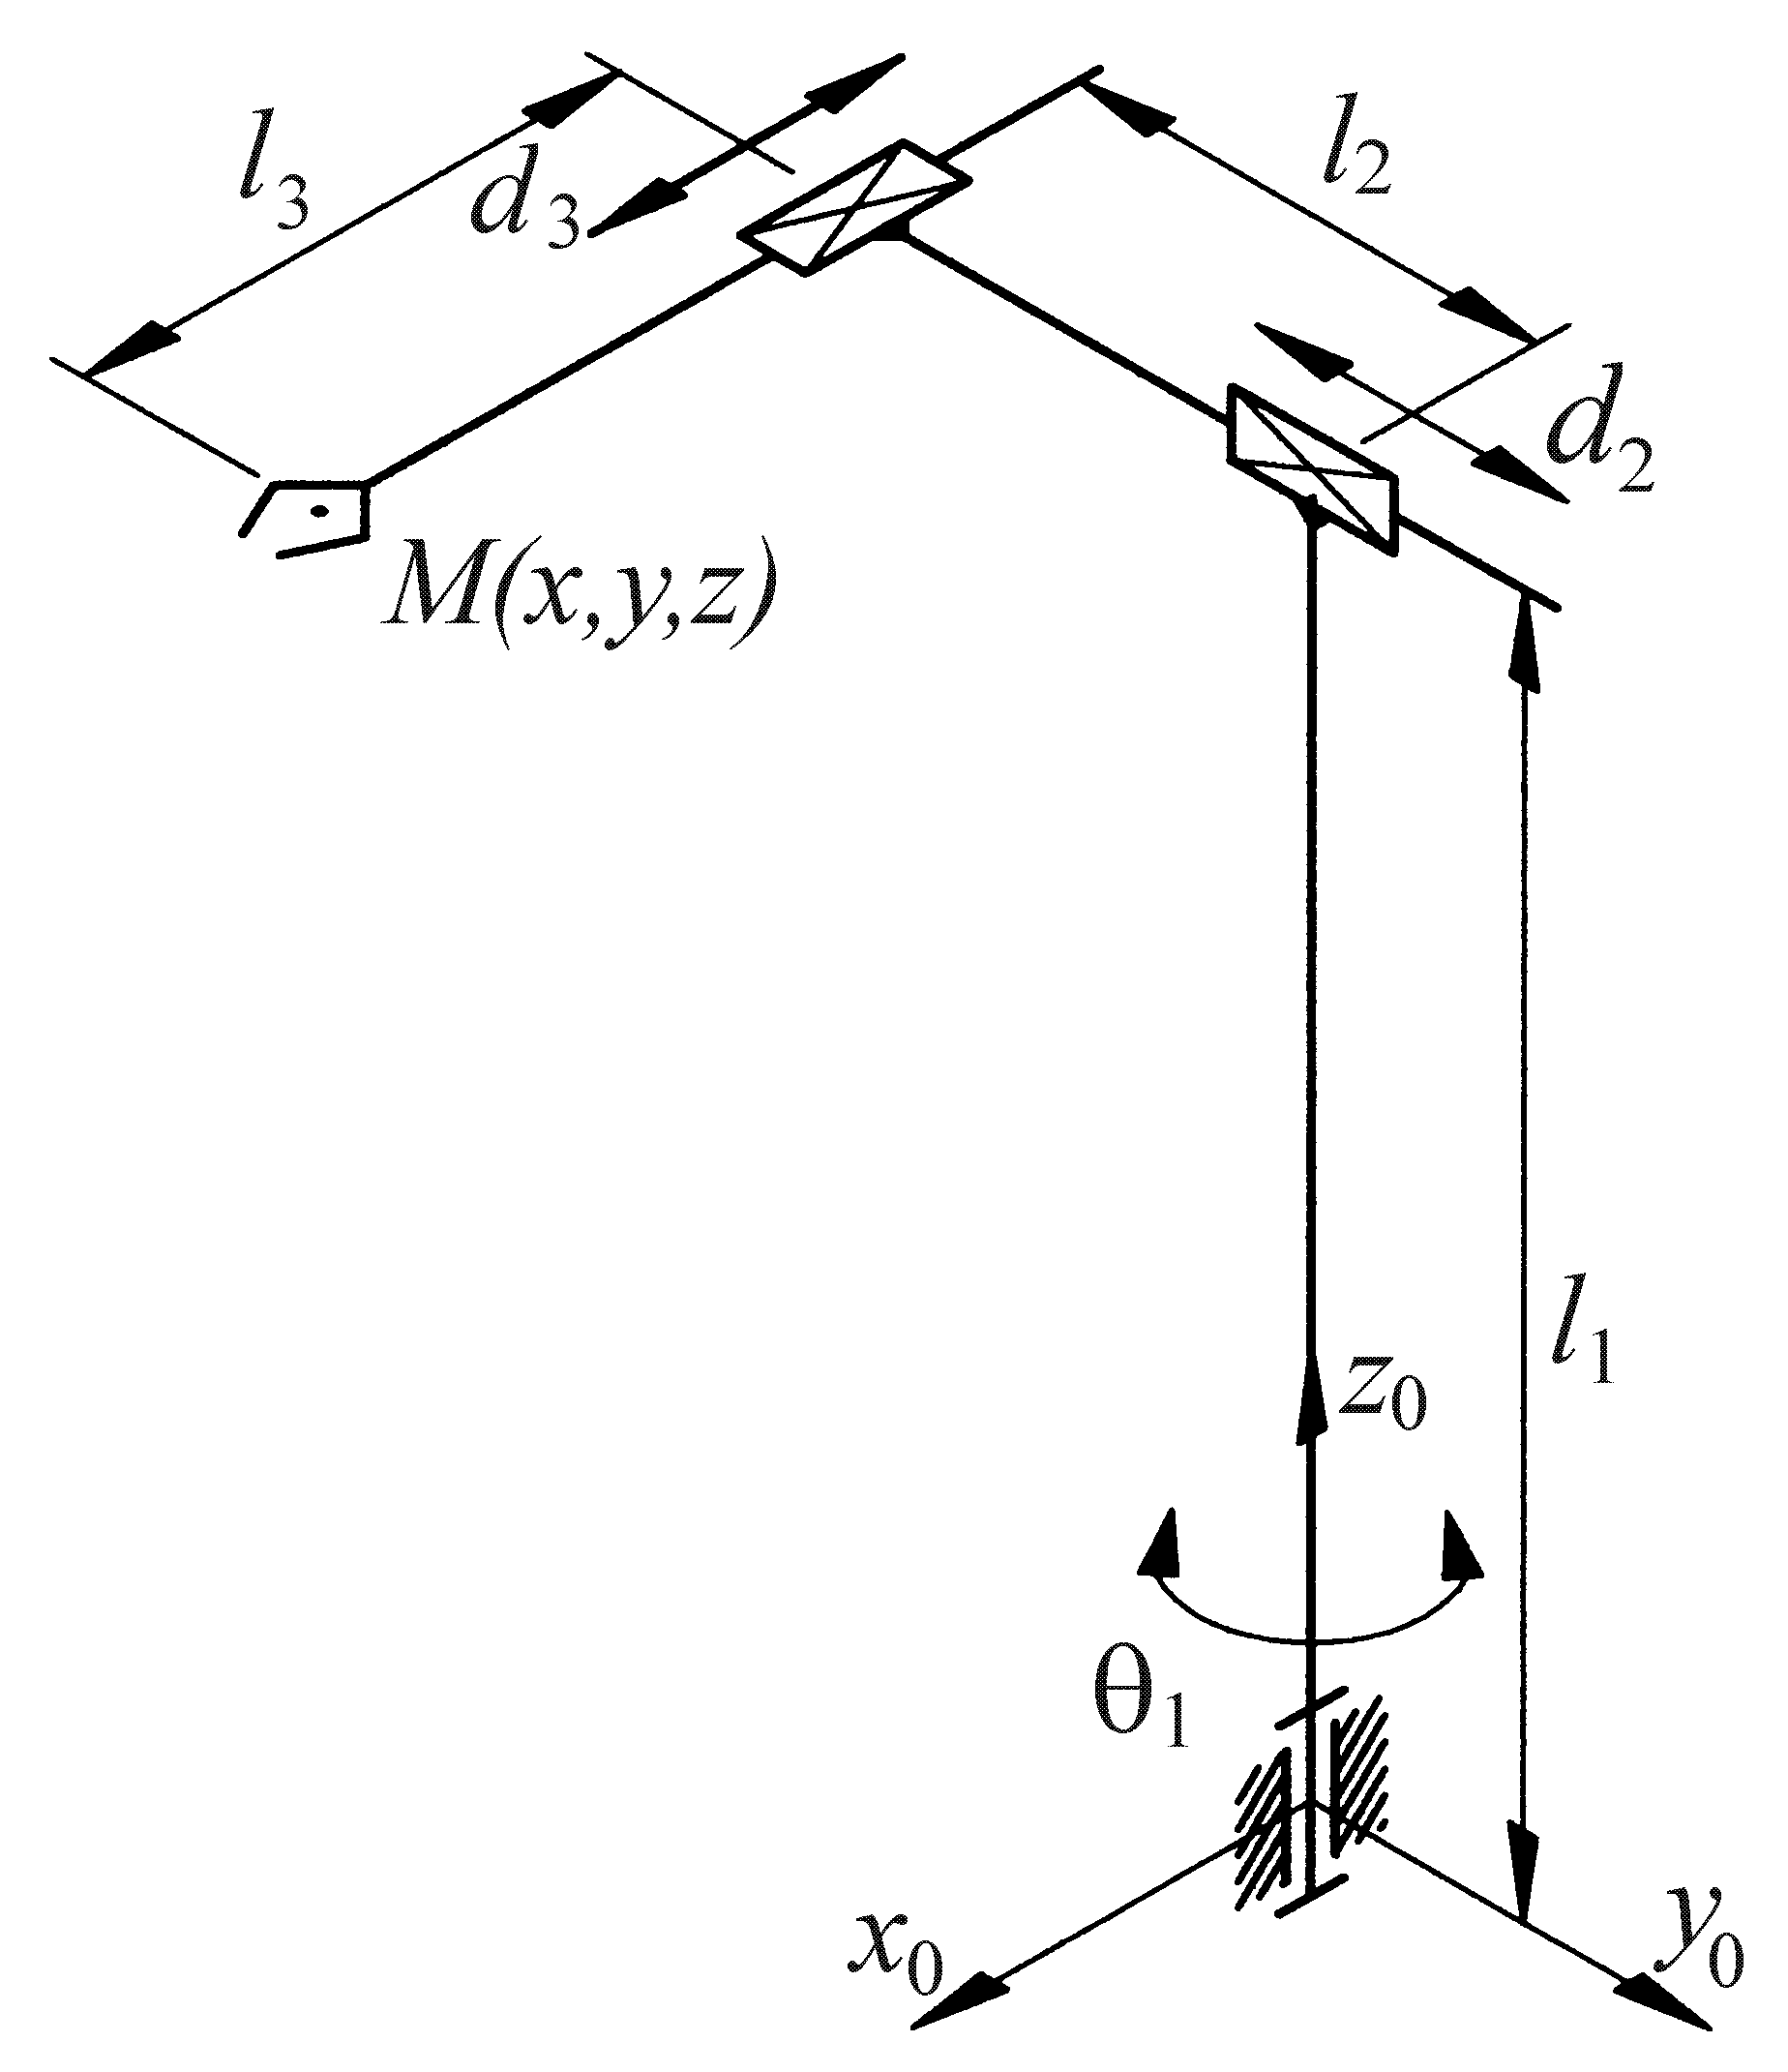 l₃
d₃
l₂
d₂
M(x,y,z)
l₁
z₀
θ₁
x₀
y₀